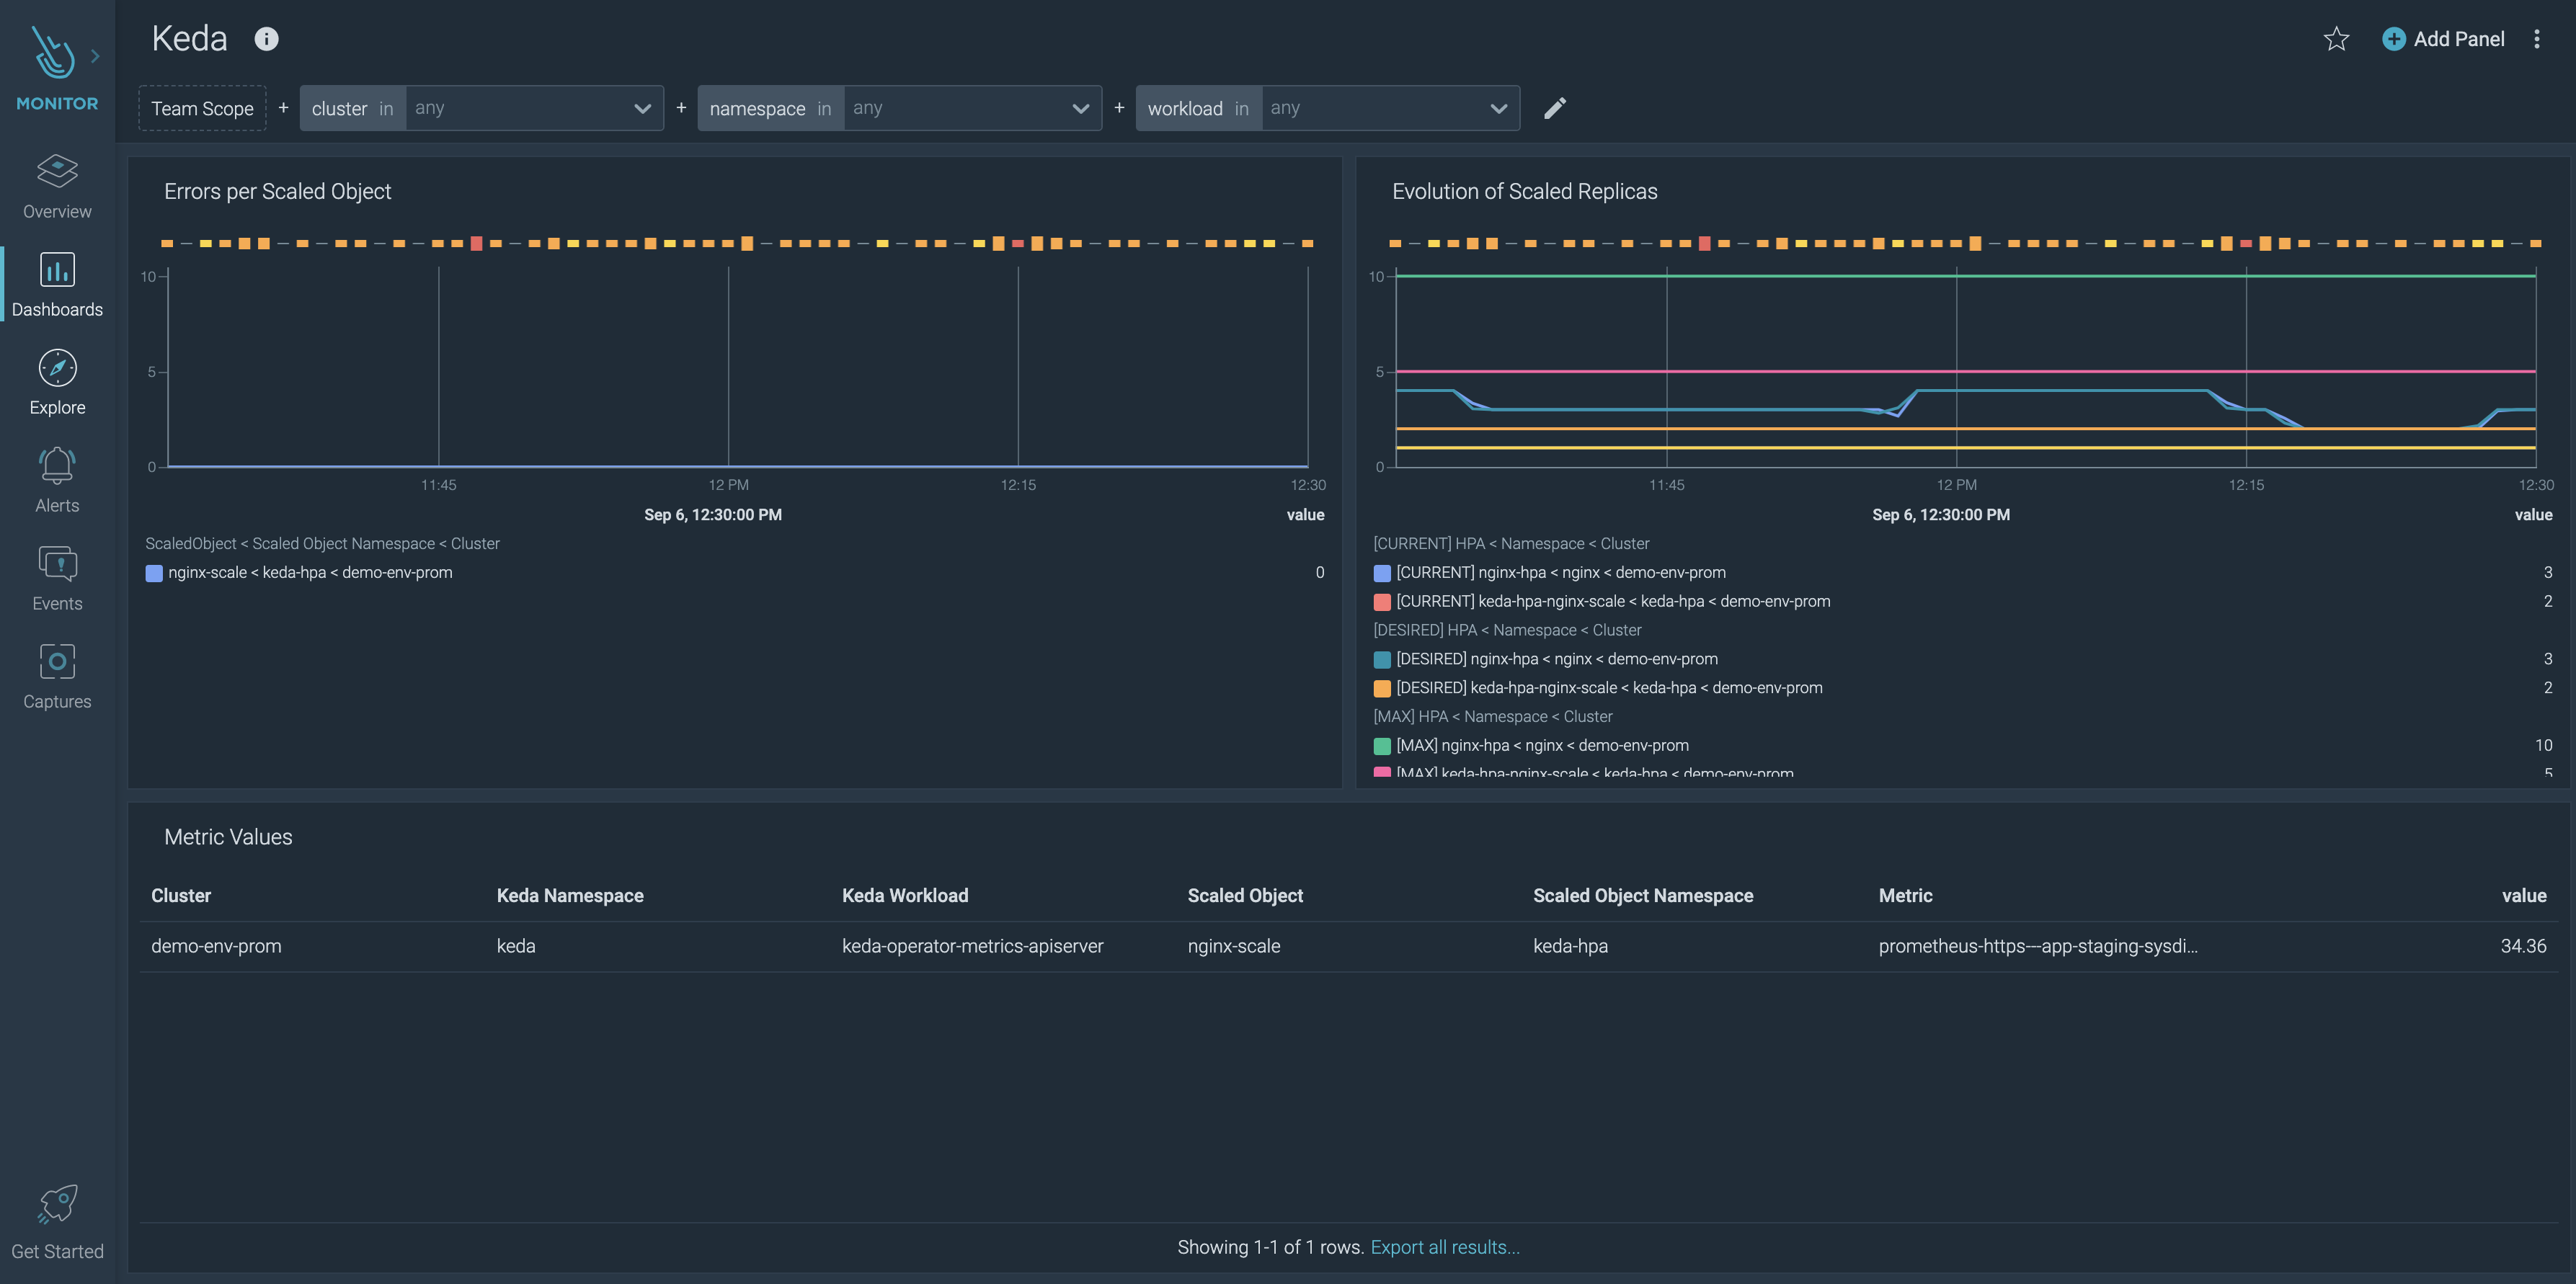 Keda
Add Panel
MONITOR
Team Scope + cluster in any + namespace in any + workload in any
Overview
Dashboards
Explore
Alerts
Events
Captures
Get Started
Errors per Scaled Object
10
5
0
11:45 12 PM 12:15 12:30
Sep 6, 12:30:00 PM value
ScaledObject < Scaled Object Namespace < Cluster
nginx-scale < keda-hpa < demo-env-prom 0
Evolution of Scaled Replicas
10
5
0
11:45 12 PM 12:15 12:30
Sep 6, 12:30:00 PM value
[CURRENT] HPA < Namespace < Cluster
[CURRENT] nginx-hpa < nginx < demo-env-prom 3
[CURRENT] keda-hpa-nginx-scale < keda-hpa < demo-env-prom 2
[DESIRED] HPA < Namespace < Cluster
[DESIRED] nginx-hpa < nginx < demo-env-prom 3
[DESIRED] keda-hpa-nginx-scale < keda-hpa < demo-env-prom 2
[MAX] HPA < Namespace < Cluster
[MAX] nginx-hpa < nginx < demo-env-prom 10
[MAX] keda-hpa-nginx-scale < keda-hpa < demo-env-prom 5
Metric Values
Cluster Keda Namespace Keda Workload Scaled Object Scaled Object Namespace Metric value
demo-env-prom keda keda-operator-metrics-apiserver nginx-scale keda-hpa prometheus-https---app-staging-sysdi... 34.36
Showing 1-1 of 1 rows. Export all results...